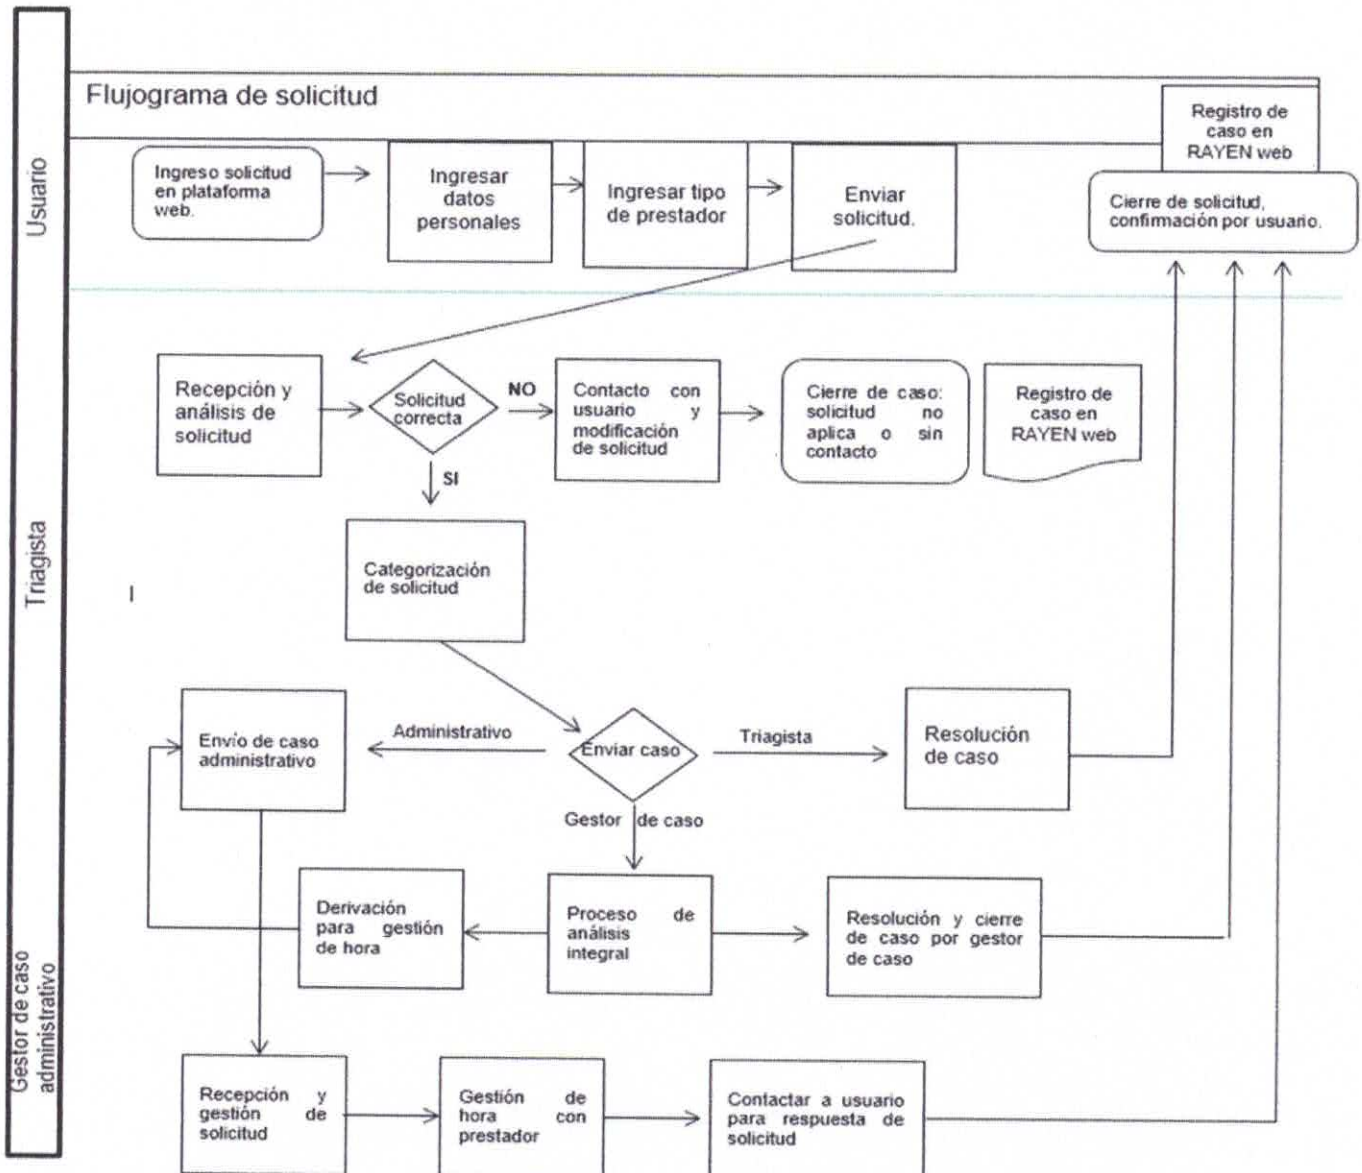 Flujograma de solicitud
Registro de
caso en
RAYEN web
Usuario
Ingreso solicitud
en plataforma
web.
Ingresar
datos
personales
Ingresar tipo
de prestador
Enviar
solicitud.
Cierre de solicitud,
confirmación por usuario.
Triagista
Recepción y
análisis de
solicitud
Solicitud
correcta
NO
Contacto con
usuario y
modificación
de solicitud
Cierre de caso:
solicitud no
aplica o sin
contacto
Registro de
caso en
RAYEN web
SI
Categorización
de solicitud
Envío de caso
administrativo
Administrativo
Enviar caso
Triagista
Resolución
de caso
Gestor de caso
Gestor de caso
administrativo
Derivación
para gestión
de hora
Proceso de
análisis
integral
Resolución y cierre
de caso por gestor
de caso
Recepción y
gestión de
solicitud
Gestión de
hora con
prestador
Contactar a usuario
para respuesta de
solicitud